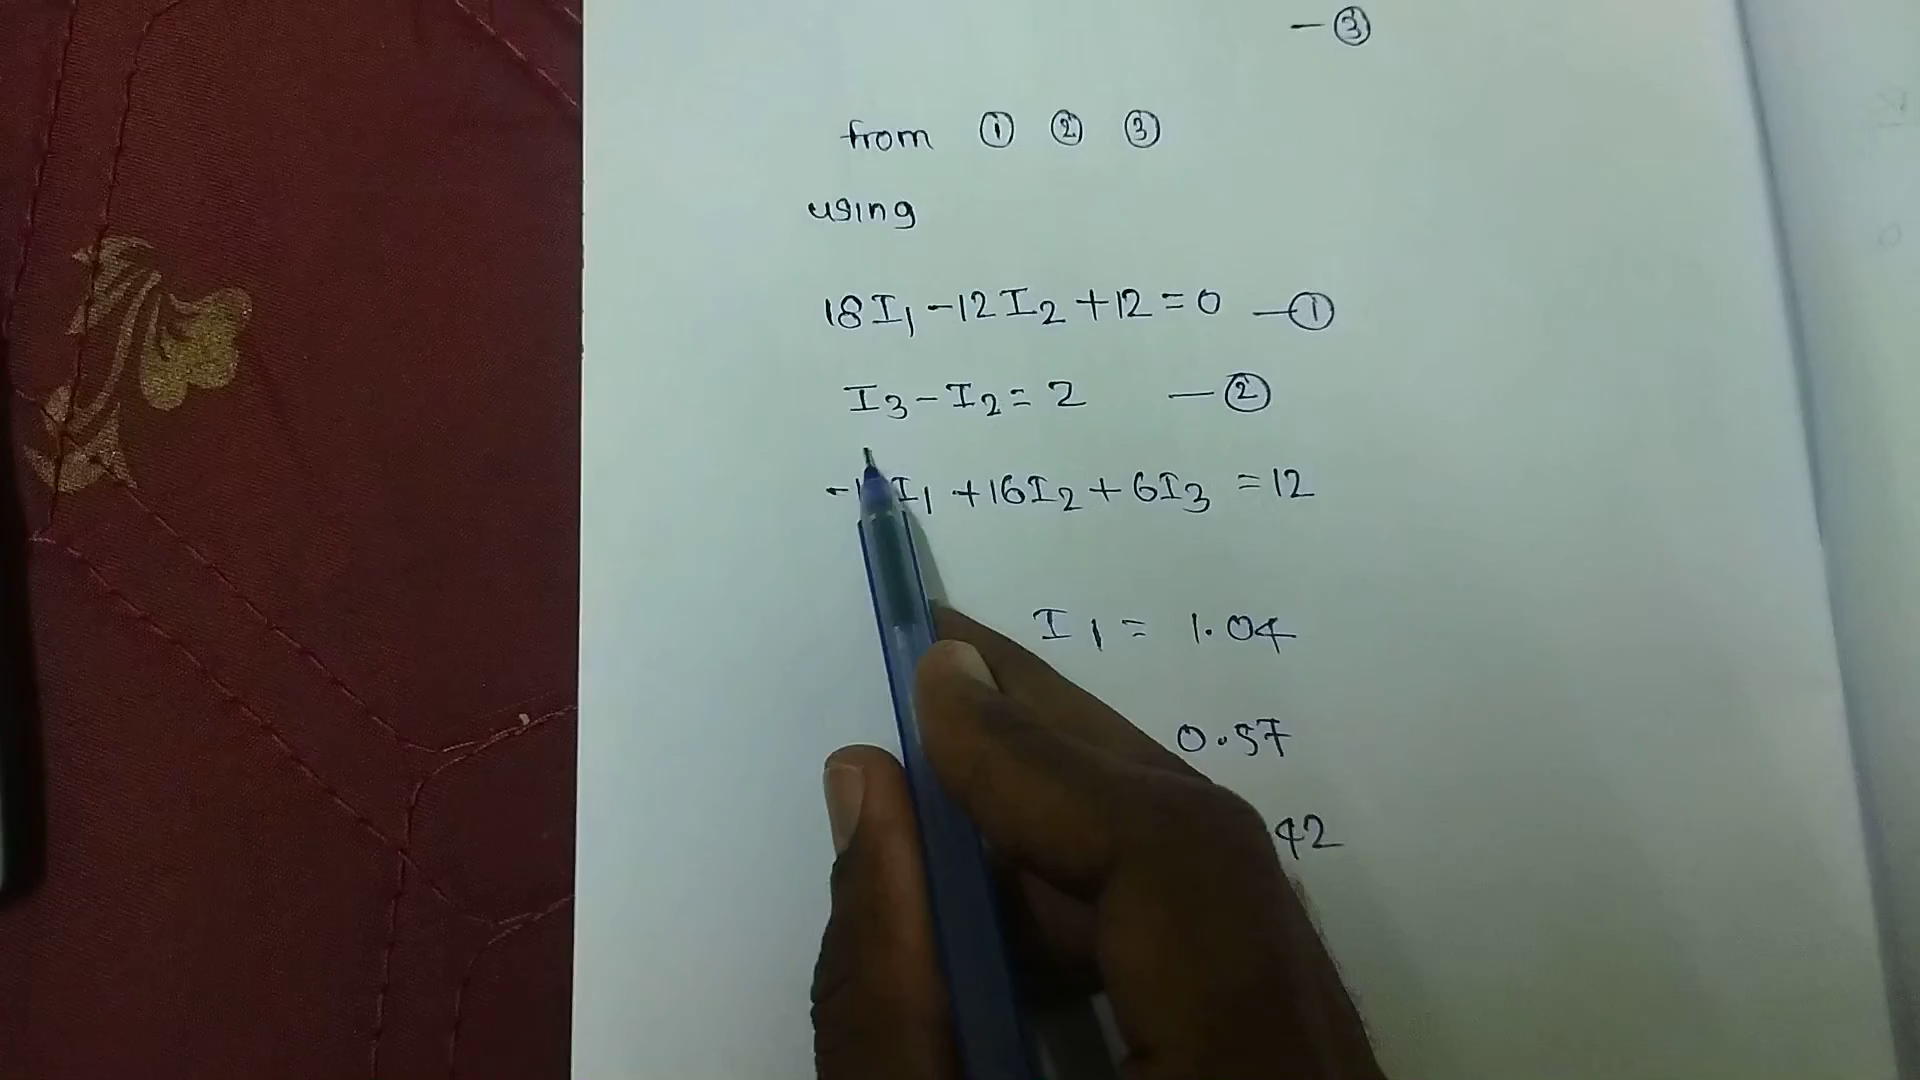 — ③
from ① ② ③
using
18I₁ - 12I₂ + 12 = 0 — ①
I₃ - I₂ = 2 — ②
I₁ + 16I₂ + 6I₃ = 12
I₁ = 1.04
0.57
42